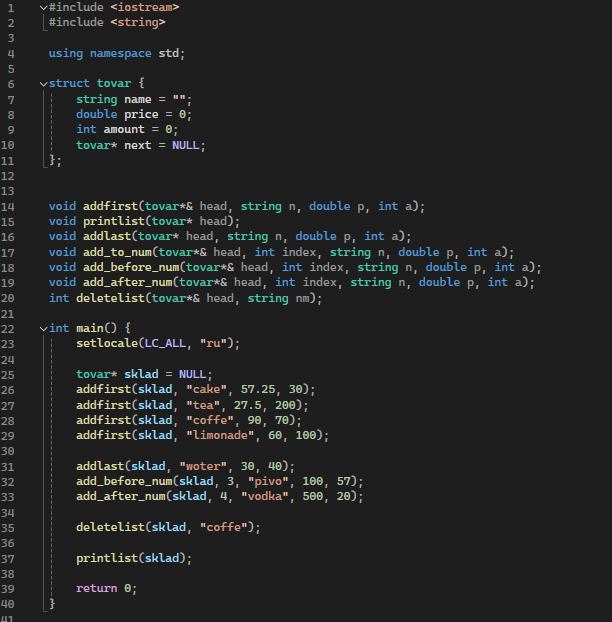 1 #include <iostream>
2 #include <string>
3
4 using namespace std;
5
6 struct tovar {
7     string name = "";
8     double price = 0;
9     int amount = 0;
10     tovar* next = NULL;
11 };
12
13
14 void addfirst(tovar*& head, string n, double p, int a);
15 void printlist(tovar* head);
16 void addlast(tovar* head, string n, double p, int a);
17 void add_to_num(tovar*& head, int index, string n, double p, int a);
18 void add_before_num(tovar*& head, int index, string n, double p, int a);
19 void add_after_num(tovar*& head, int index, string n, double p, int a);
20 int deletelist(tovar*& head, string nm);
21
22 int main() {
23     setlocale(LC_ALL, "ru");
24
25     tovar* sklad = NULL;
26     addfirst(sklad, "cake", 57.25, 30);
27     addfirst(sklad, "tea", 27.5, 200);
28     addfirst(sklad, "coffe", 90, 70);
29     addfirst(sklad, "limonade", 60, 100);
30
31     addlast(sklad, "woter", 30, 40);
32     add_before_num(sklad, 3, "pivo", 100, 57);
33     add_after_num(sklad, 4, "vodka", 500, 20);
34
35     deletelist(sklad, "coffe");
36
37     printlist(sklad);
38
39     return 0;
40 }
41